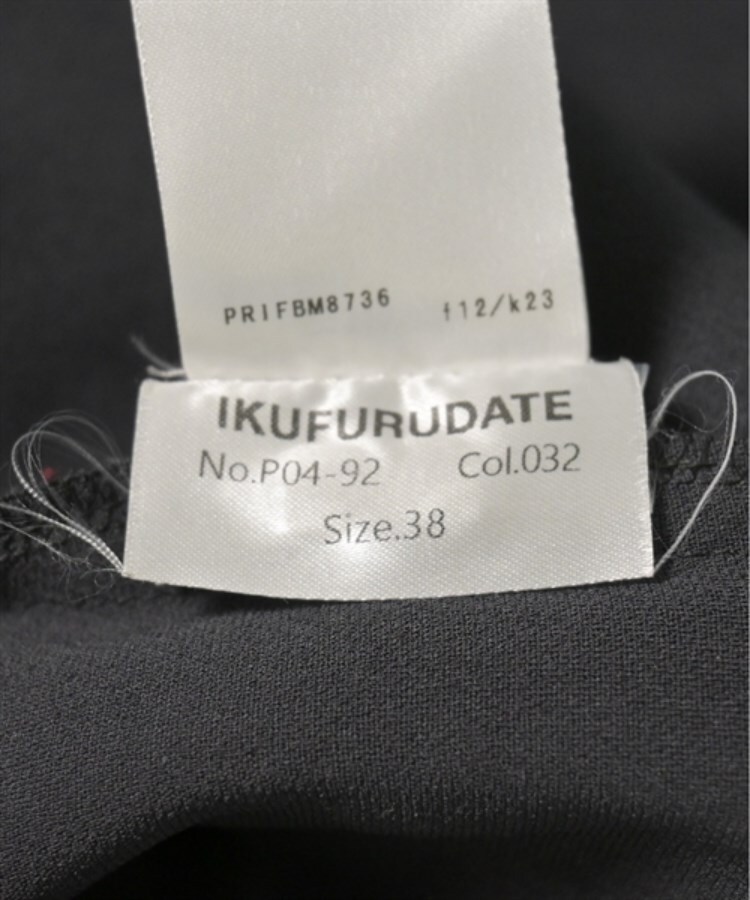 PRIFBM8736 f12/k23
IKUFURUDATE
No.P04-92 Col.032
Size.38